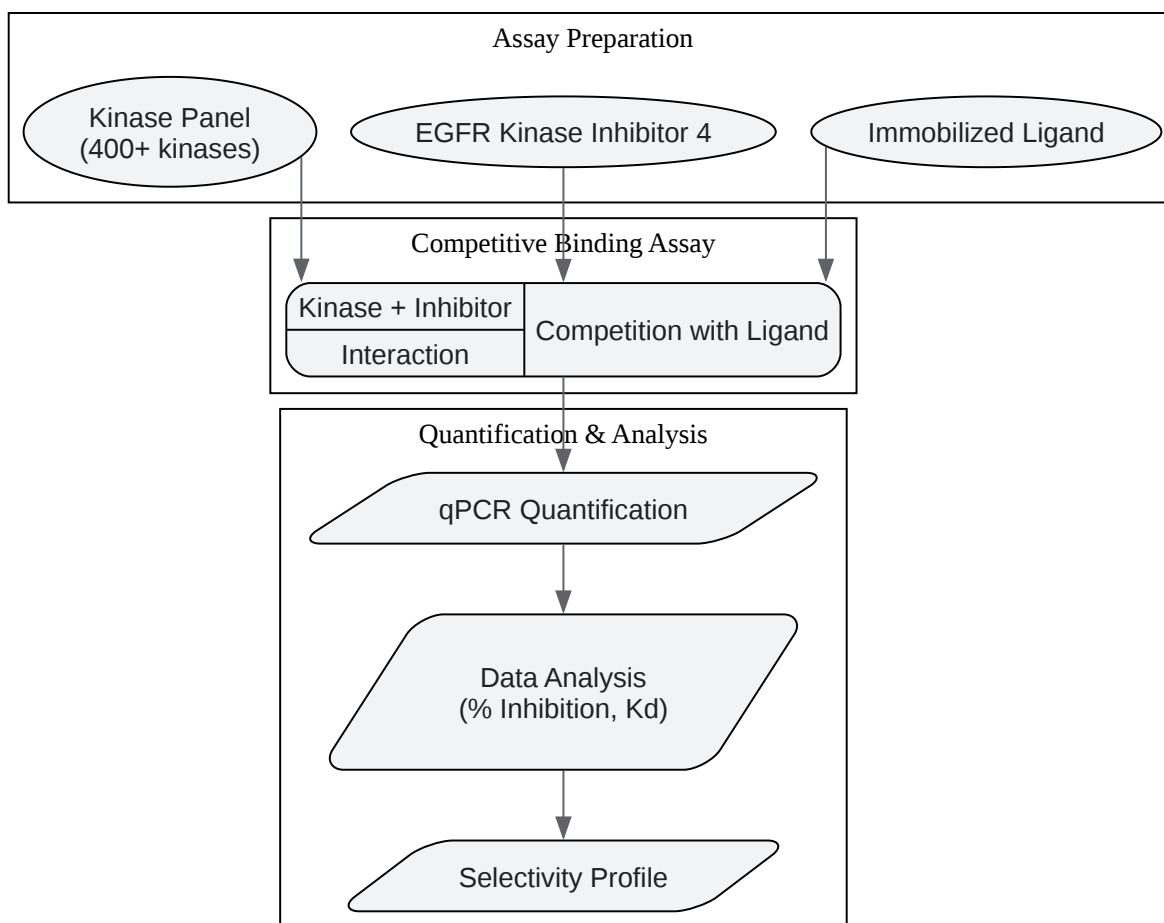 Assay Preparation
Kinase Panel
(400+ kinases)
EGFR Kinase Inhibitor 4
Immobilized Ligand
Competitive Binding Assay
Kinase + Inhibitor
Interaction
Competition with Ligand
Quantification & Analysis
qPCR Quantification
Data Analysis
(% Inhibition, Kd)
Selectivity Profile